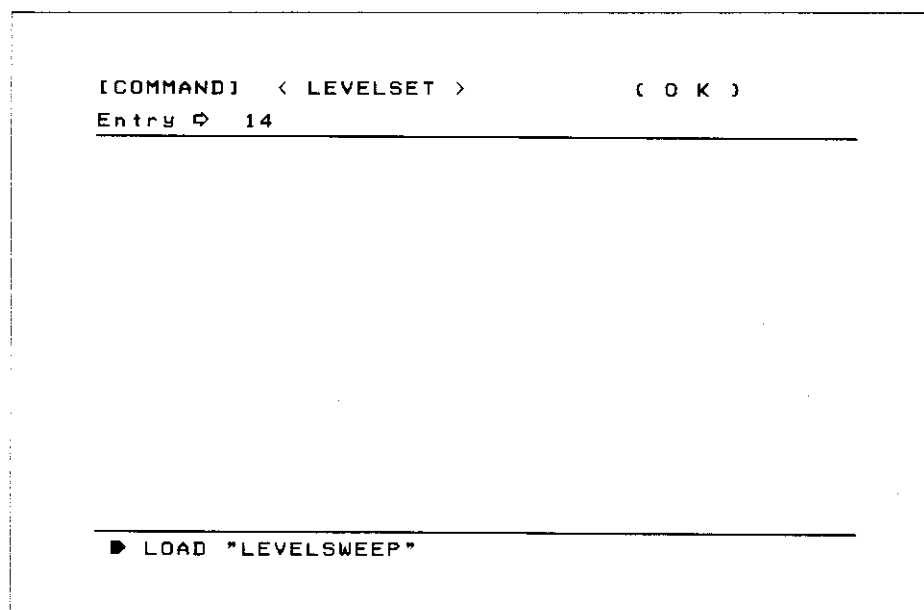 [COMMAND] < LEVELSET > ( O K )
Entry ⇨ 14
▶ LOAD "LEVELSWEEP"